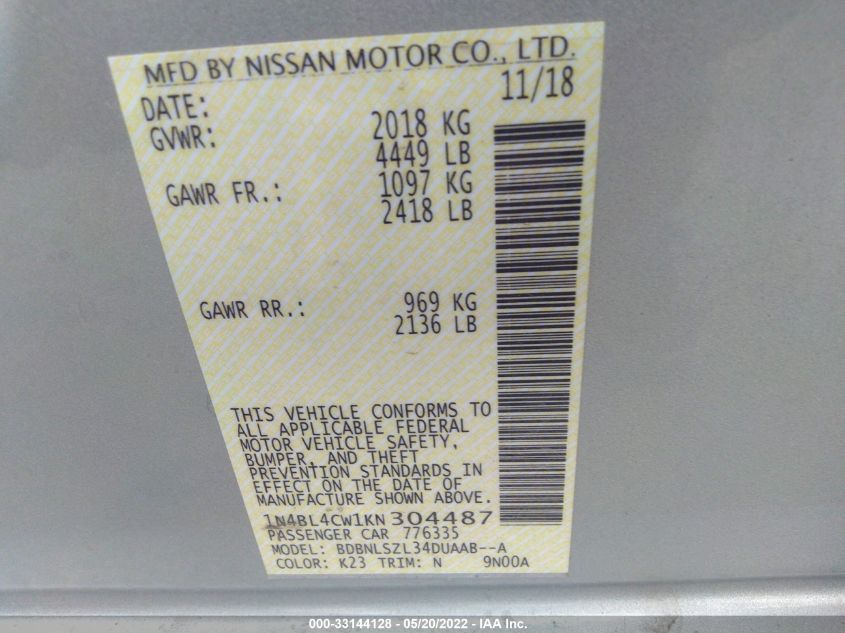 MFD BY NISSAN MOTOR CO., LTD.
DATE: 11/18
GVWR: 2018 KG
4449 LB
GAWR FR.: 1097 KG
2418 LB
GAWR RR.: 969 KG
2136 LB
THIS VEHICLE CONFORMS TO
ALL APPLICABLE FEDERAL
MOTOR VEHICLE SAFETY,
BUMPER, AND THEFT
PREVENTION STANDARDS IN
EFFECT ON THE DATE OF
MANUFACTURE SHOWN ABOVE.
1N4BL4CW1KN304487
PASSENGER CAR 776335
MODEL: BDBNLSZL34DUAAB--A
COLOR: K23 TRIM: N 9N00A
000-33144128 - 05/20/2022 - IAA Inc.